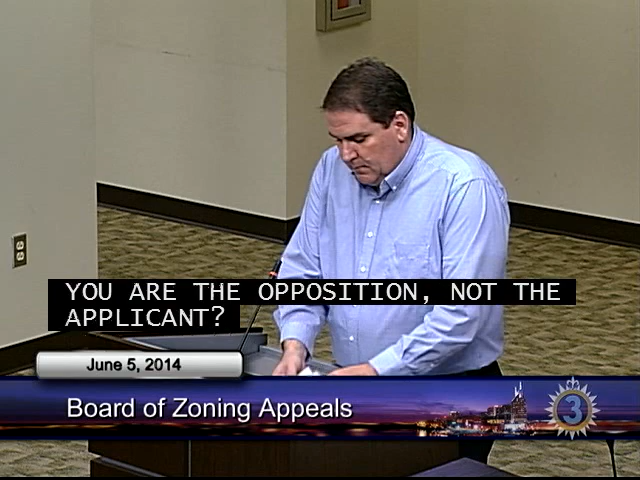 YOU ARE THE OPPOSITION, NOT THE
APPLICANT?
June 5, 2014
Board of Zoning Appeals
3